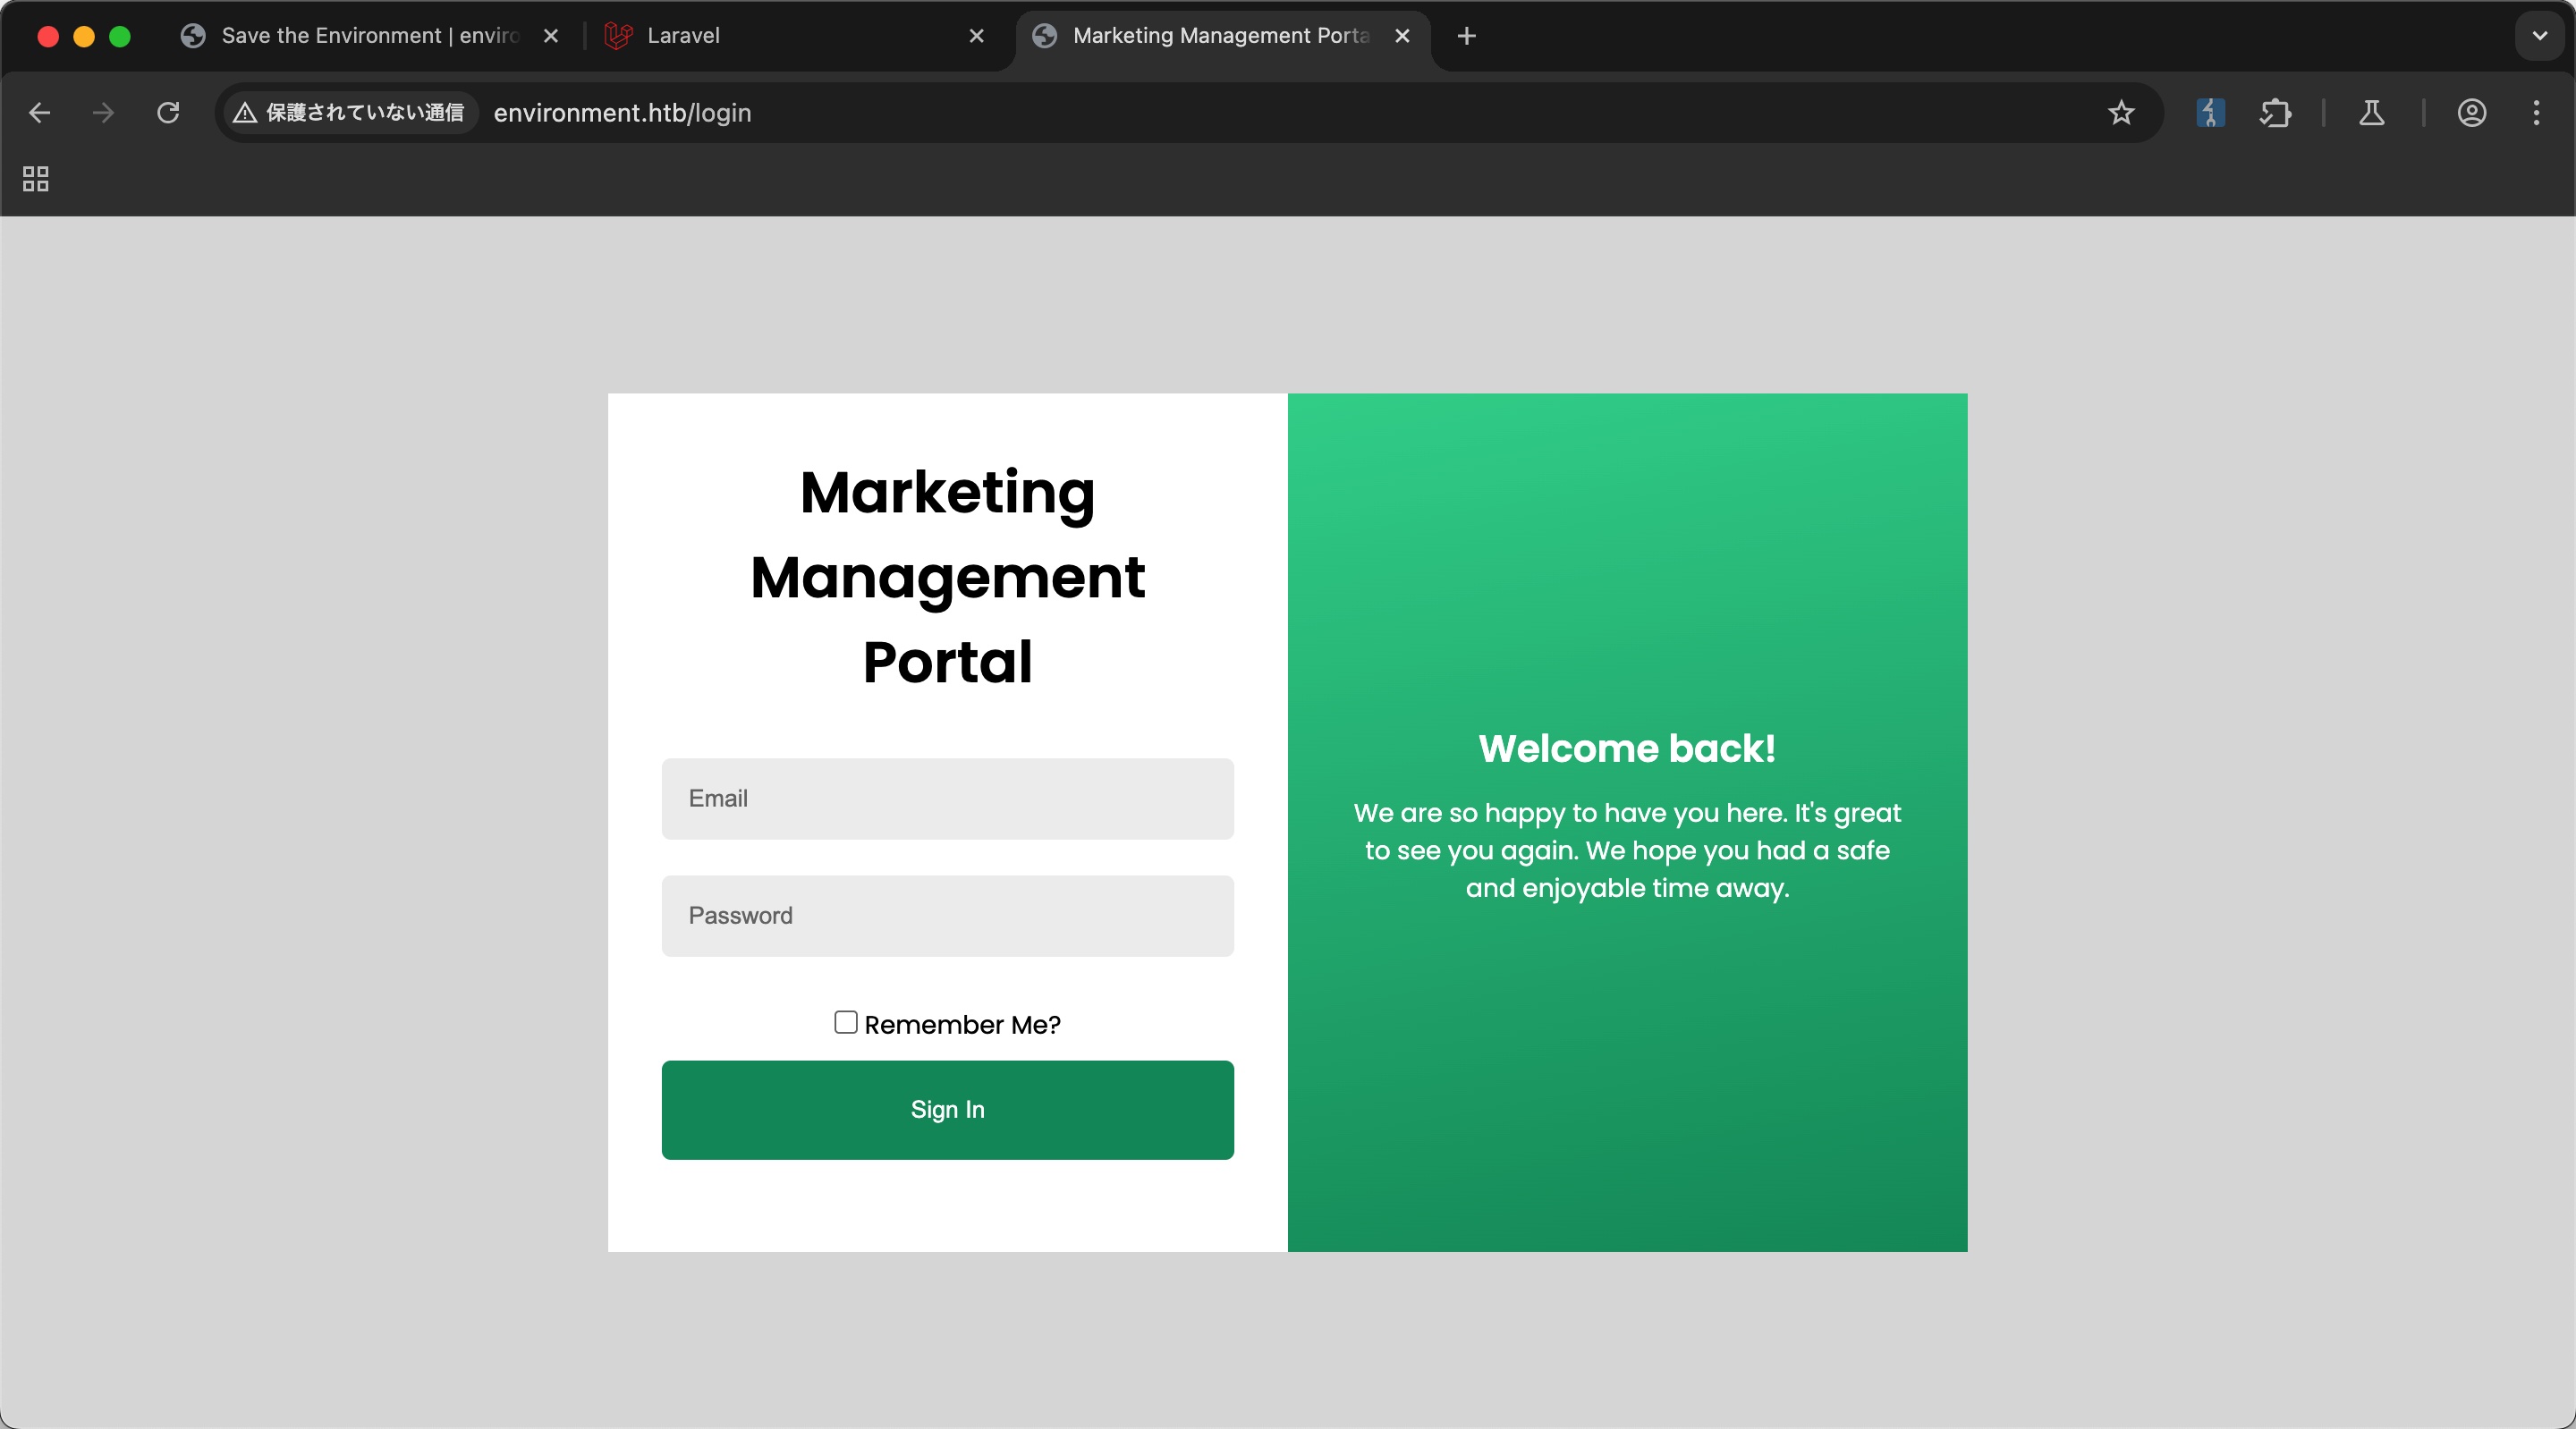 Save the Environment | enviro
Laravel
Marketing Management Porta
保護されていない通信
environment.htb/login
Marketing
Management
Portal
Email
Password
Remember Me?
Sign In
Welcome back!
We are so happy to have you here. It's great
to see you again. We hope you had a safe
and enjoyable time away.